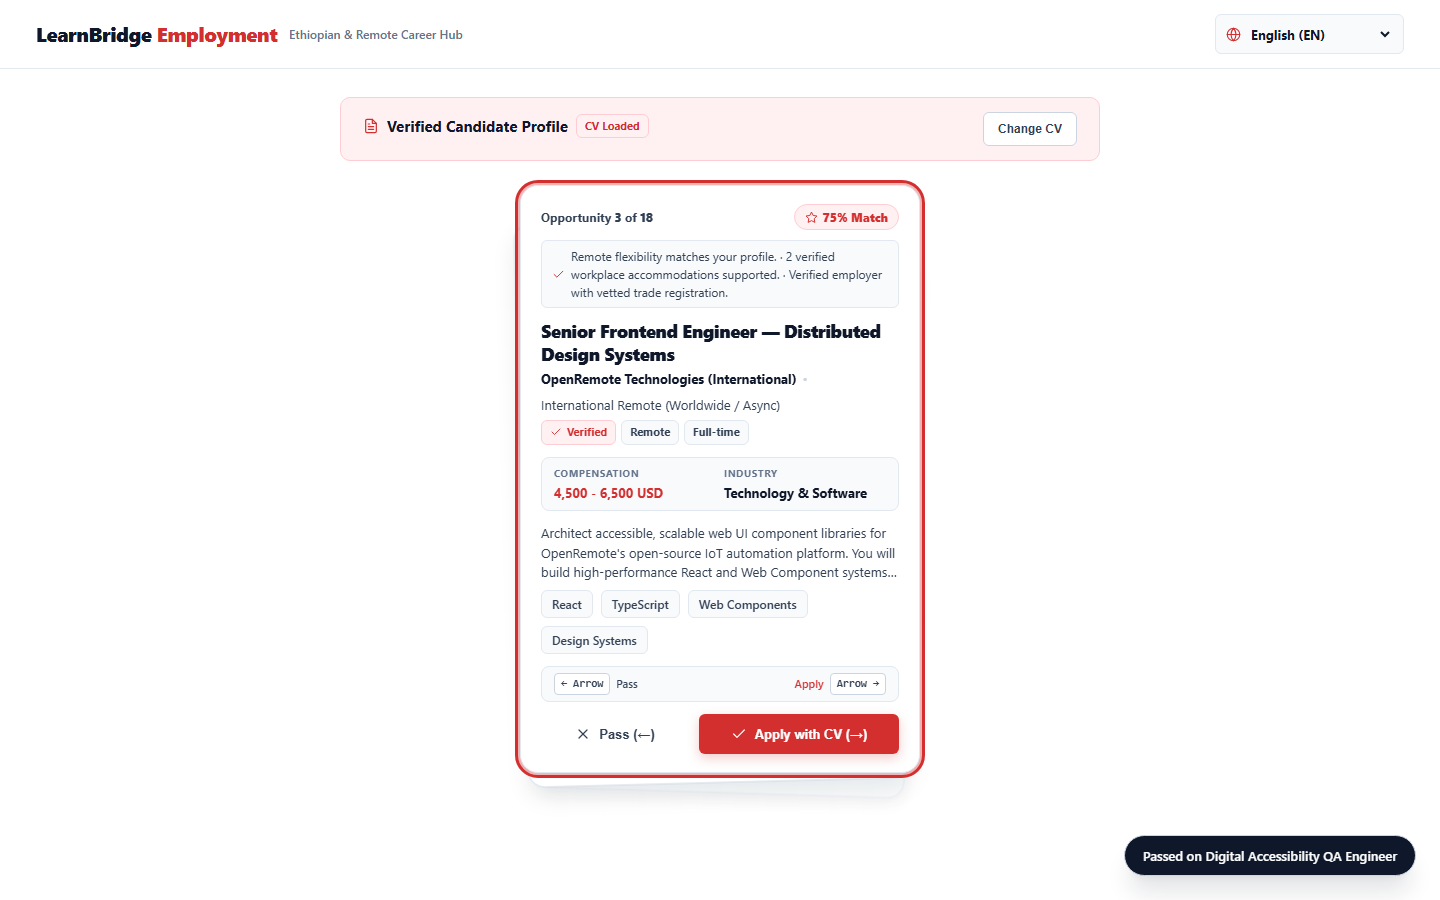 LearnBridge Employment Ethiopian & Remote Career Hub
English (EN)
Verified Candidate Profile CV Loaded
Change CV
Opportunity 3 of 18
75% Match
Remote flexibility matches your profile. · 2 verified
workplace accommodations supported. · Verified employer
with vetted trade registration.
Senior Frontend Engineer — Distributed
Design Systems
OpenRemote Technologies (International) •
International Remote (Worldwide / Async)
Verified Remote Full-time
COMPENSATION INDUSTRY
4,500 - 6,500 USD Technology & Software
Architect accessible, scalable web UI component libraries for
OpenRemote's open-source IoT automation platform. You will
build high-performance React and Web Component systems...
React TypeScript Web Components
Design Systems
← Arrow Pass Apply Arrow →
Pass (←) Apply with CV (→)
Passed on Digital Accessibility QA Engineer